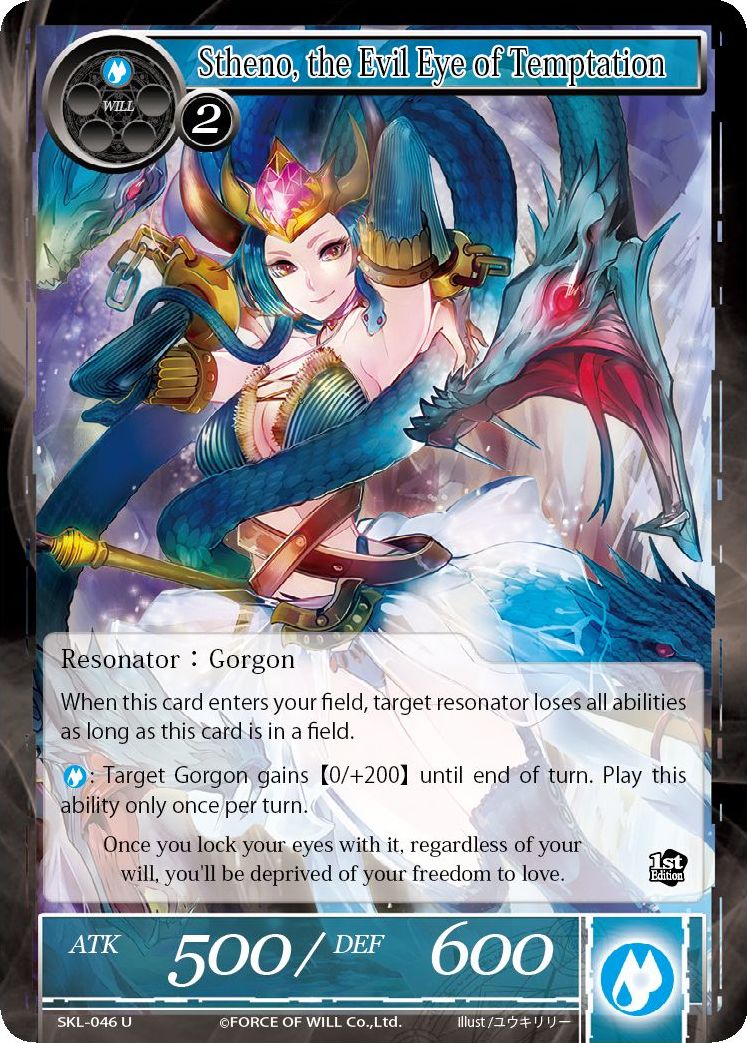 Stheno, the Evil Eye of Temptation
WILL
2
Resonator : Gorgon
When this card enters your field, target resonator loses all abilities
as long as this card is in a field.
: Target Gorgon gains 【0/+200】 until end of turn. Play this
ability only once per turn.
Once you lock your eyes with it, regardless of your
will, you'll be deprived of your freedom to love.
1st
Edition
ATK 500 / DEF 600
SKL-046 U ©FORCE OF WILL Co.,Ltd. Illust /ユウキリリー